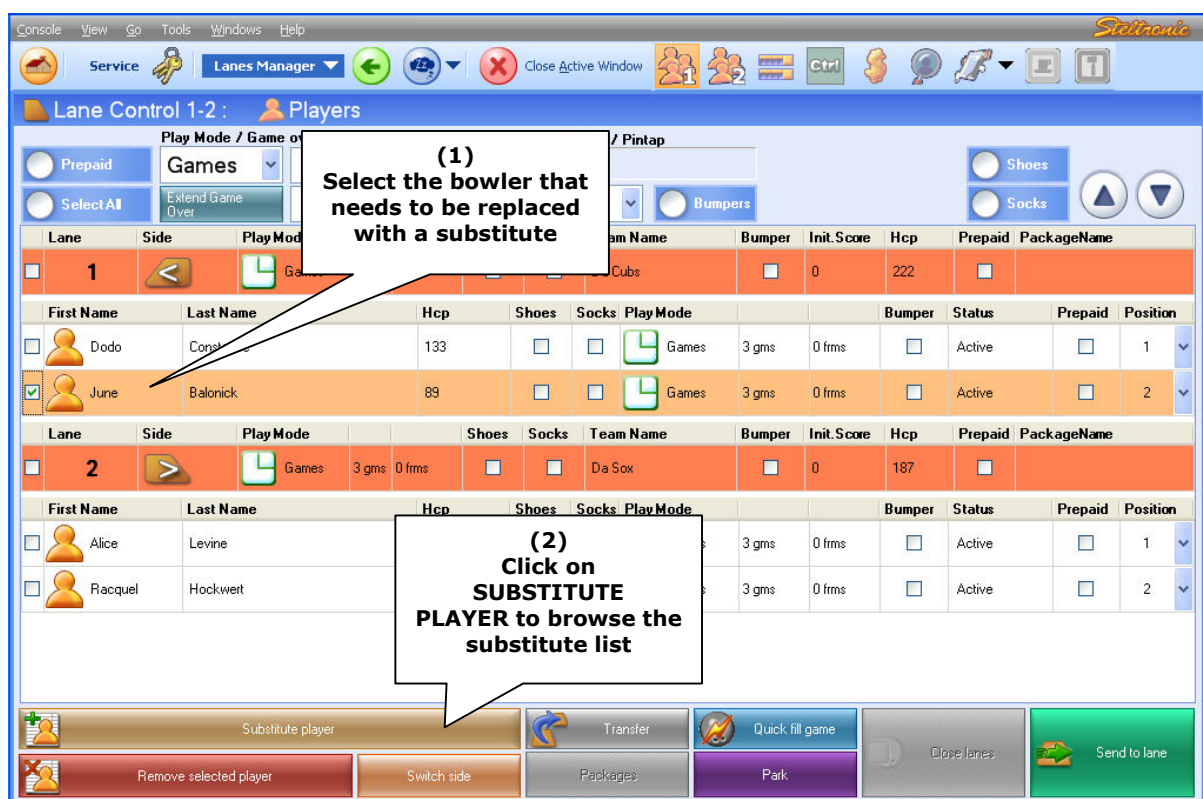 Console View Go Tools Windows Help Steltronic
Service Lanes Manager zz Close Active Window 1 2 Ctrl
Lane Control 1-2 : Players
Play Mode / Game ov / Pintap
Prepaid Games Shoes
SelectAll Extend Game Over Bumpers Socks
(1)
Select the bowler that
needs to be replaced
with a substitute
Lane Side Play Mod am Name Bumper Init.Score Hcp Prepaid PackageName
1 < Cubs 0 222
First Name Last Name Hcp Shoes Socks Play Mode Bumper Status Prepaid Position
Dodo 133 Games 3 gms 0 frms Active 1
June Balonick 89 Games 3 gms 0 frms Active 2
Lane Side Play Mode Shoes Socks Team Name Bumper Init.Score Hcp Prepaid PackageName
2 > Games 3 gms 0 frms Da Sox 0 187
First Name Last Name Hcp Shoes Socks Play Mode Bumper Status Prepaid Position
Alice Levine 3 gms 0 frms Active 1
Racquel Hockwert 3 gms 0 frms Active 2
(2)
Click on
SUBSTITUTE
PLAYER to browse the
substitute list
Substitute player Transfer Quick fill game Close lanes Send to lane
Remove selected player Switch side Packages Park